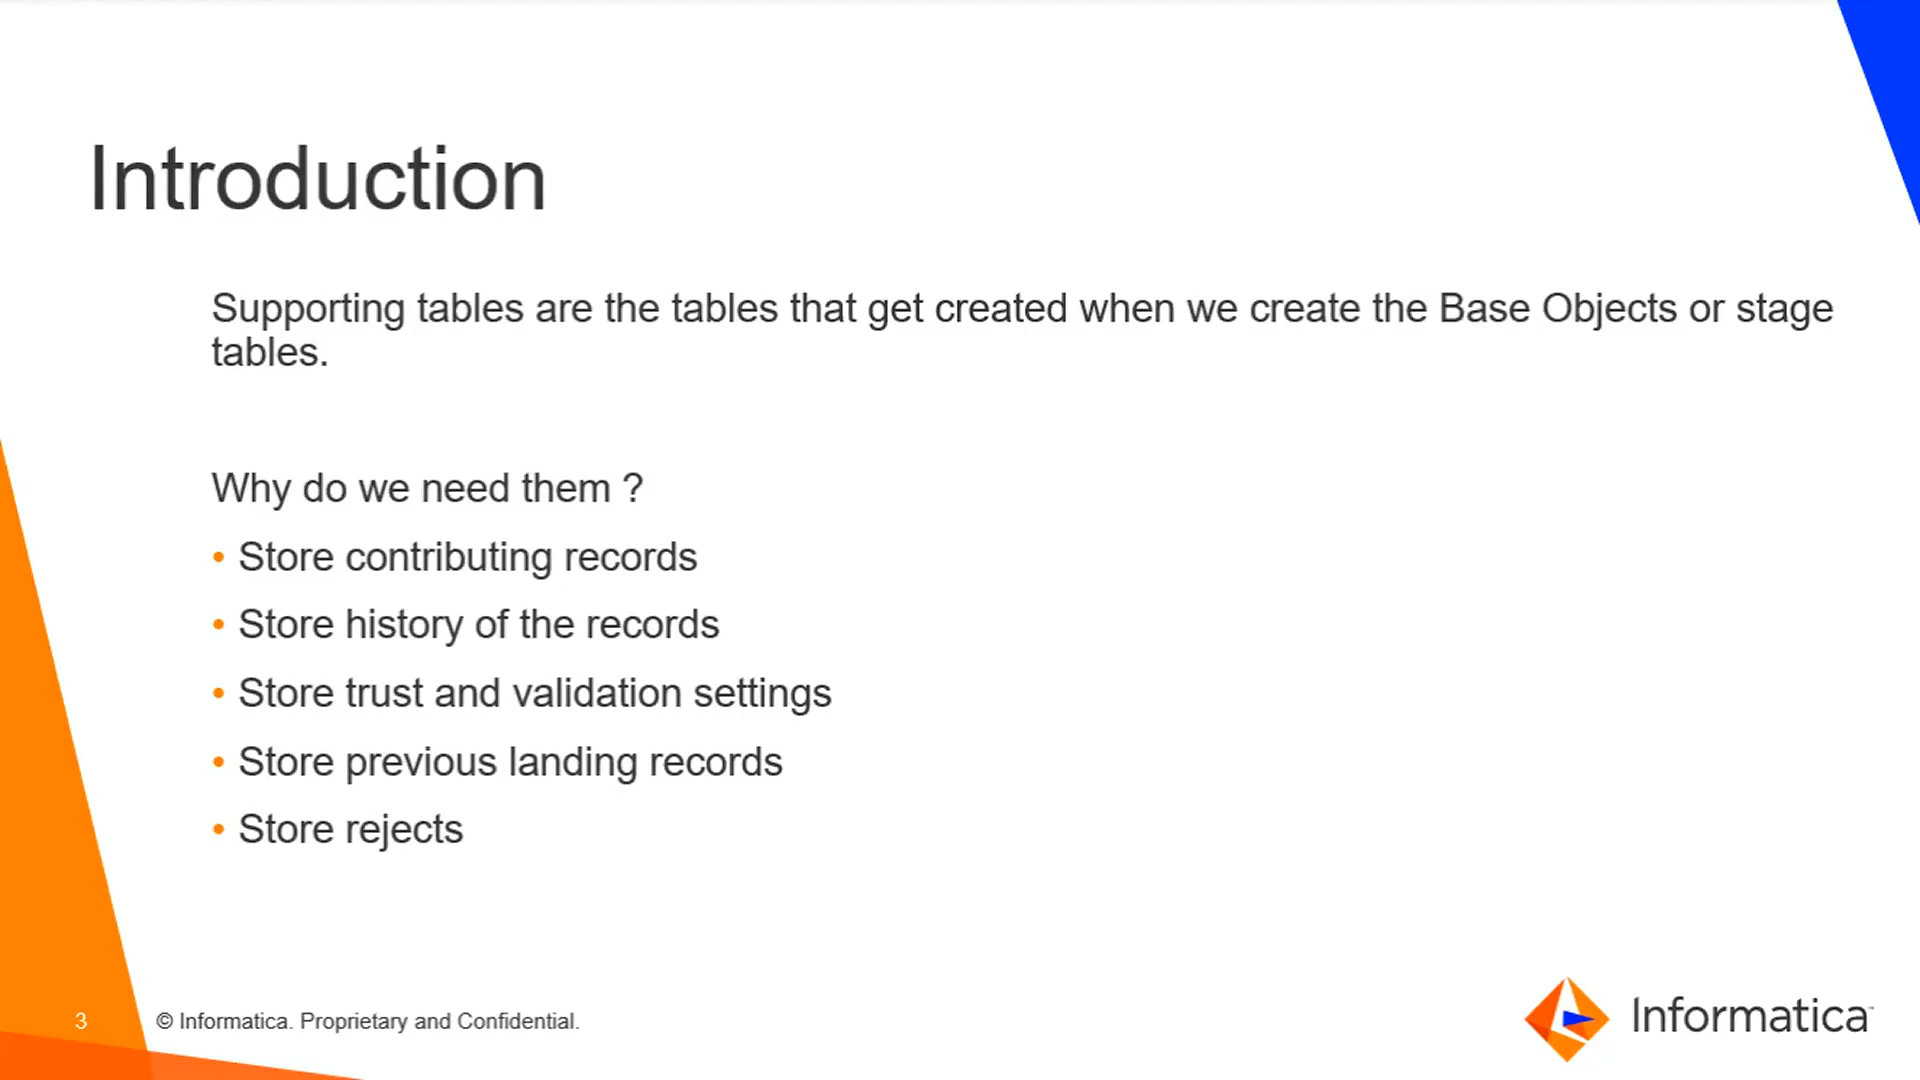 Introduction
Supporting tables are the tables that get created when we create the Base Objects or stage
tables.
Why do we need them ?
• Store contributing records
• Store history of the records
• Store trust and validation settings
• Store previous landing records
• Store rejects
3
© Informatica. Proprietary and Confidential.
Informatica™